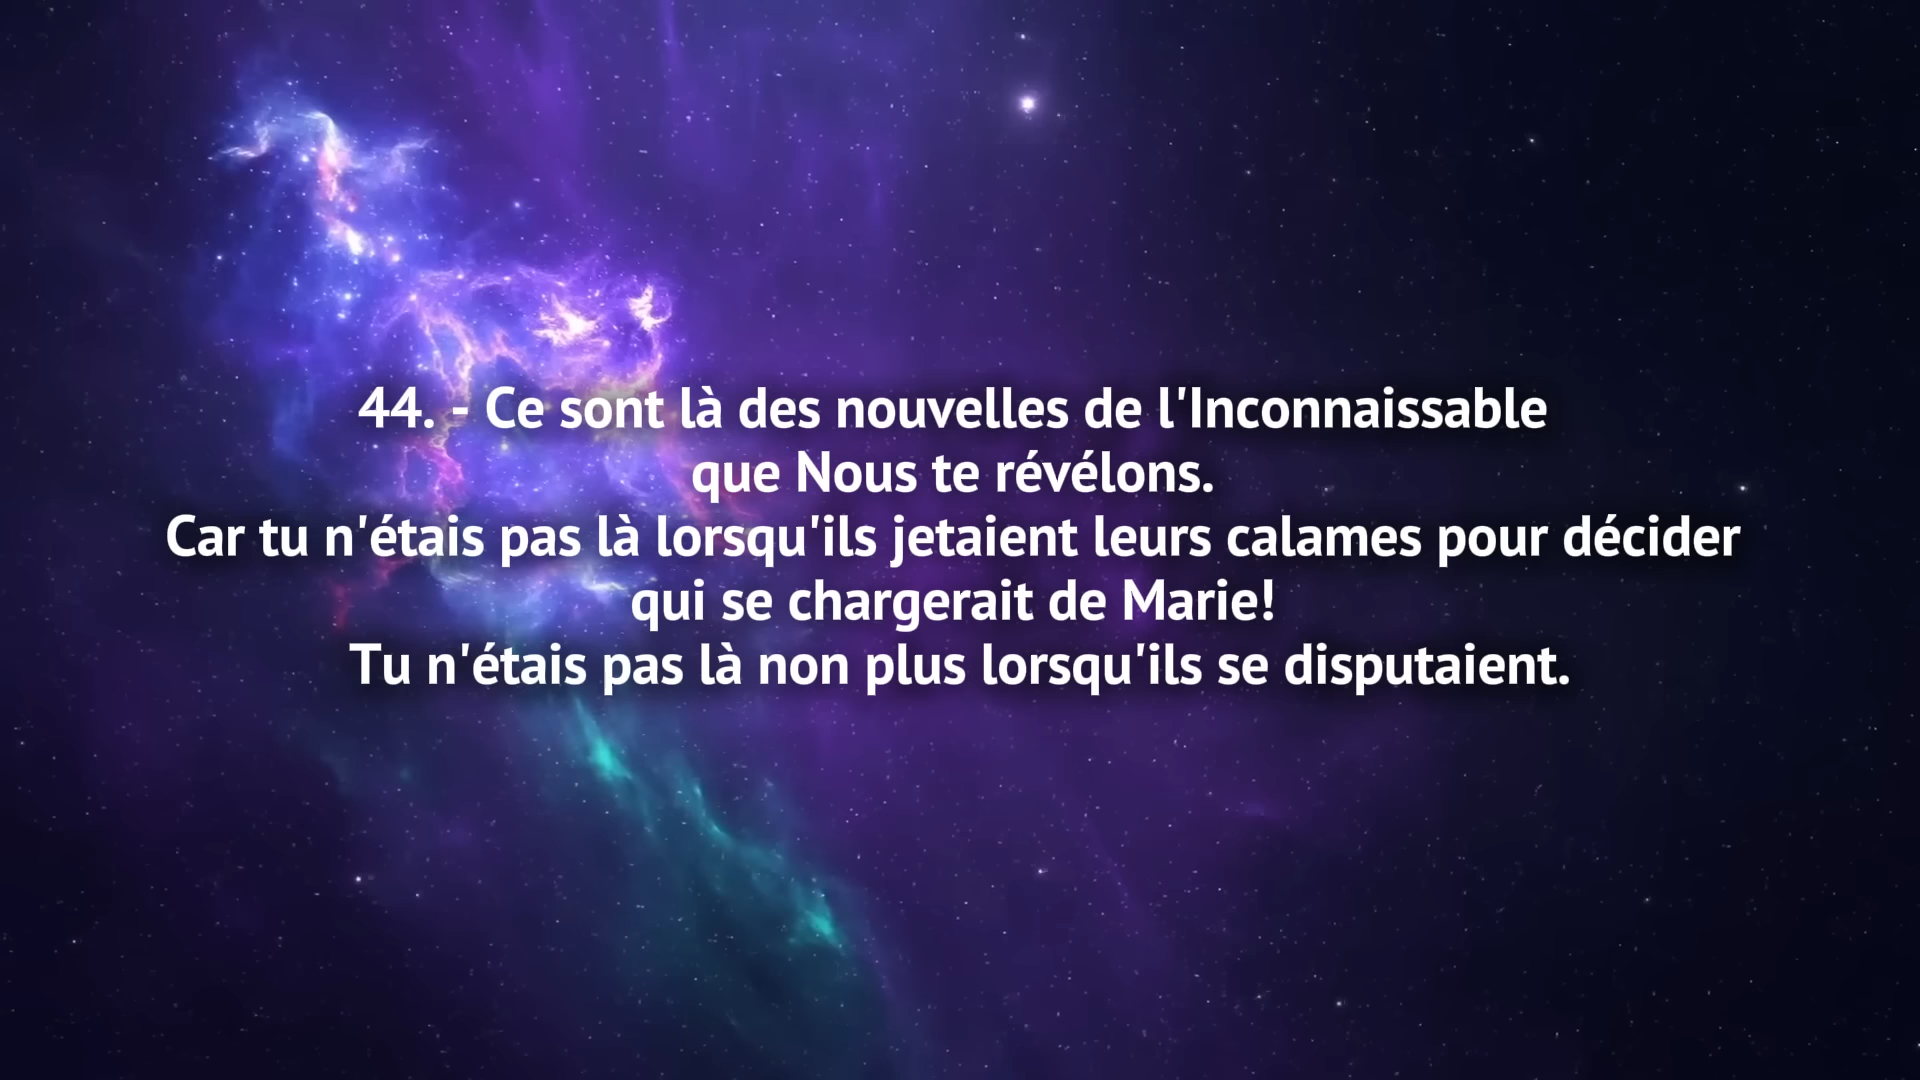 44. - Ce sont là des nouvelles de l'Inconnaissable
que Nous te révélons.
Car tu n'étais pas là lorsqu'ils jetaient leurs calames pour décider
qui se chargerait de Marie!
Tu n'étais pas là non plus lorsqu'ils se disputaient.